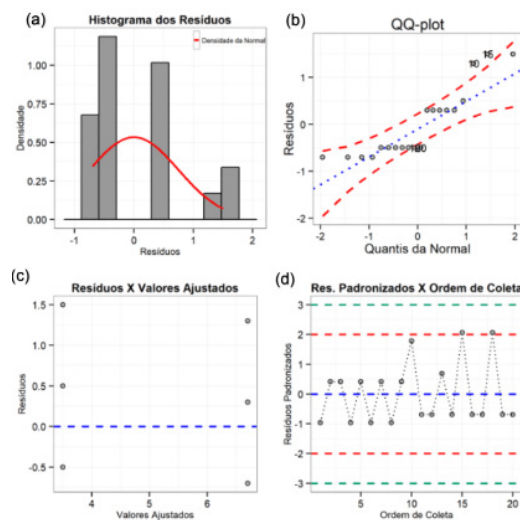 (a)
Histograma dos Resíduos
Densidade da Normal
Densidade
1.00
0.75
0.50
0.25
0.00
-1
0
1
2
Resíduos
(b)
QQ-plot
Resíduos
1
0
-1
-2
15
10
-2
-1
0
1
2
Quantis da Normal
(c)
Resíduos X Valores Ajustados
Resíduos
1.5
1.0
0.5
0.0
-0.5
4
5
6
Valores Ajustados
(d)
Res. Padronizados X Ordem de Coleta
Resíduos Padronizados
3
2
1
0
-1
-2
-3
5
10
15
20
Ordem de Coleta